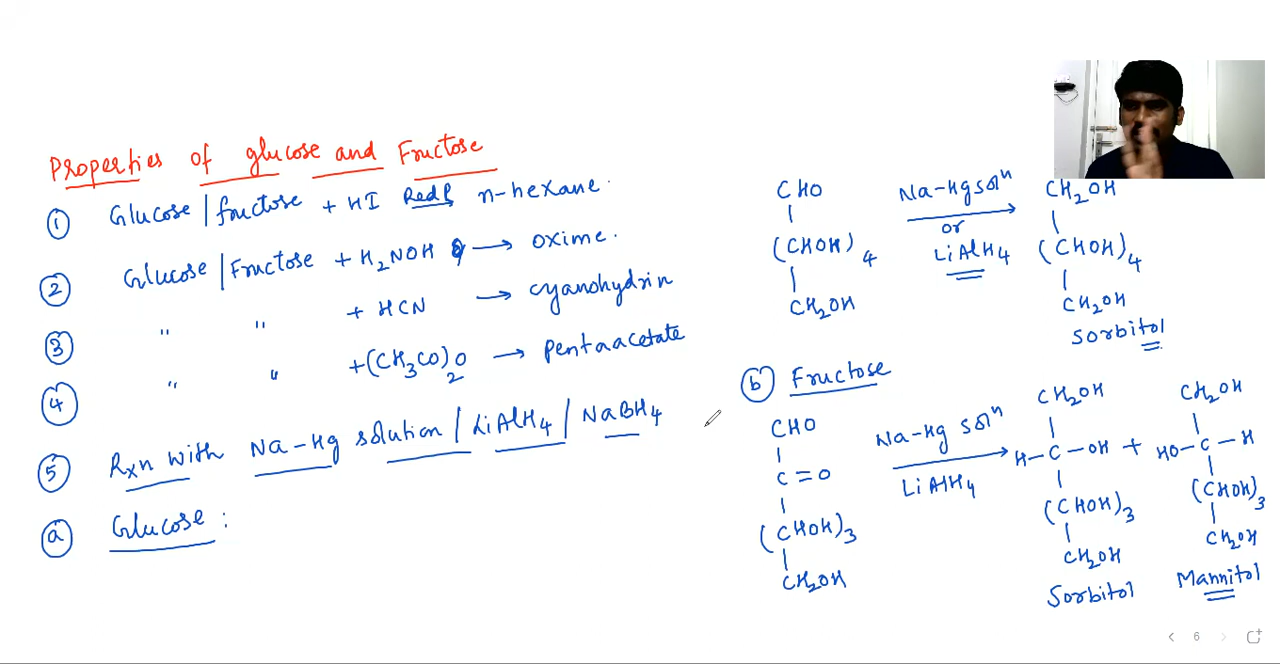 Properties of glucose and Fructose
① Glucose | fructose + HI Red P → n-hexane.
② Glucose | Fructose + H₂NOH → oxime.
③ " " + HCN → cyanohydrin
④ " " + (CH₃CO)₂O → pentaacetate
⑤ Rxn with Na-Hg solution | LiAlH₄ | NaBH₄
ⓐ Glucose :
CHO
|
(CHOH)₄
|
CH₂OH
Na-Hg solⁿ
or
LiAlH₄
CH₂OH
|
(CHOH)₄
|
CH₂OH
Sorbitol
ⓑ Fructose
CHO
|
C=O
|
(CHOH)₃
|
CH₂OH
Na-Hg solⁿ
LiAlH₄
CH₂OH
|
H-C-OH +
|
(CHOH)₃
|
CH₂OH
Sorbitol
CH₂OH
|
HO-C-H
|
(CHOH)₃
|
CH₂OH
Mannitol
6